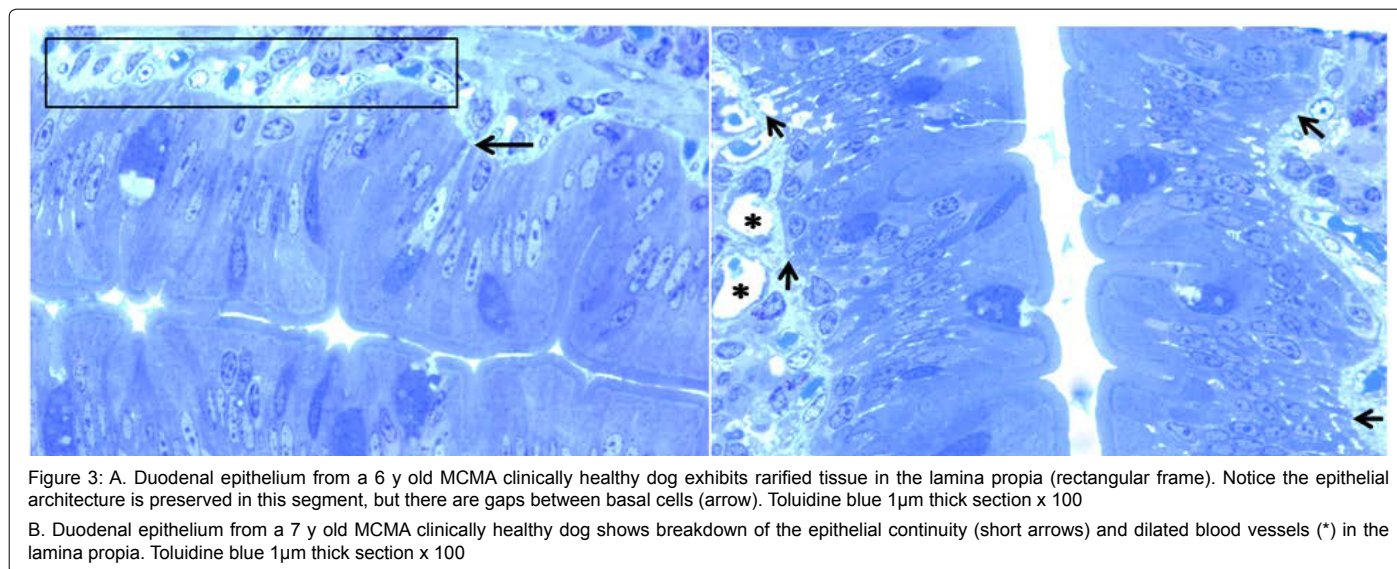 *
*
Figure 3: A. Duodenal epithelium from a 6 y old MCMA clinically healthy dog exhibits rarified tissue in the lamina propia (rectangular frame). Notice the epithelial
architecture is preserved in this segment, but there are gaps between basal cells (arrow). Toluidine blue 1µm thick section x 100
B. Duodenal epithelium from a 7 y old MCMA clinically healthy dog shows breakdown of the epithelial continuity (short arrows) and dilated blood vessels (*) in the
lamina propia. Toluidine blue 1µm thick section x 100